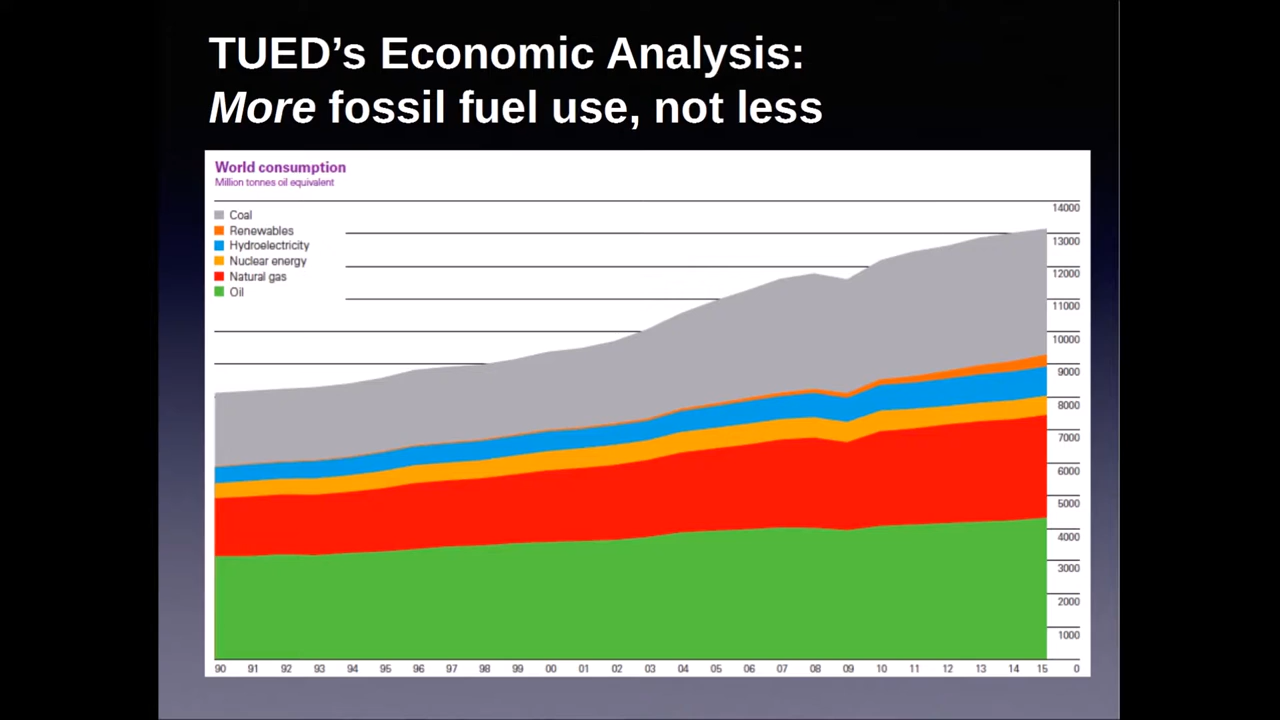 TUED’s Economic Analysis:
More fossil fuel use, not less
World consumption
Million tonnes oil equivalent
Coal
Renewables
Hydroelectricity
Nuclear energy
Natural gas
Oil
14000
13000
12000
11000
10000
9000
8000
7000
6000
5000
4000
3000
2000
1000
90 91 92 93 94 95 96 97 98 99 00 01 02 03 04 05 06 07 08 09 10 11 12 13 14 15 0